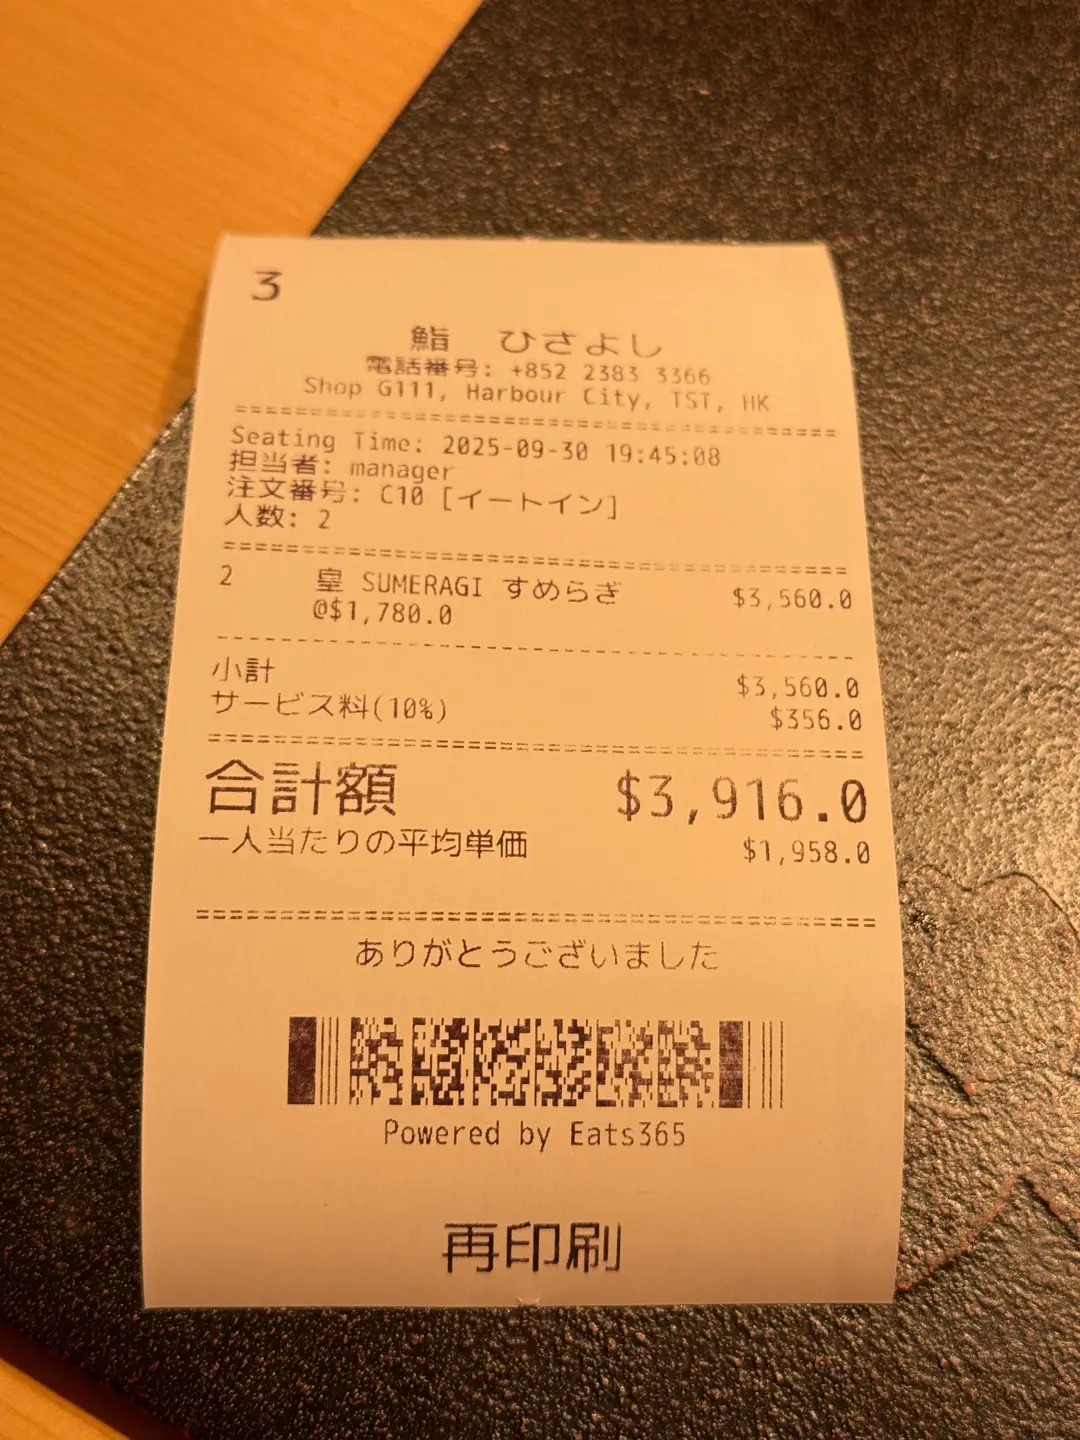 3
鮨 ひさよし
電話番号: +852 2383 3366
Shop G111, Harbour City, TST, HK
Seating Time: 2025-09-30 19:45:08
担当者: manager
注文番号: C10 [イートイン]
人数: 2
2 皇 SUMERAGI すめらぎ $3,560.0
@$1,780.0
小計 $3,560.0
サービス料(10%) $356.0
合計額 $3,916.0
一人当たりの平均単価 $1,958.0
ありがとうございました
Powered by Eats365
再印刷